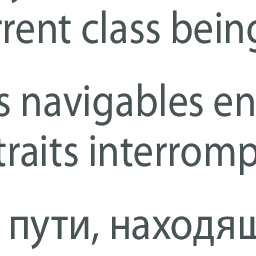 rrent class being
s navigables en
traits interromp
пути, находящ